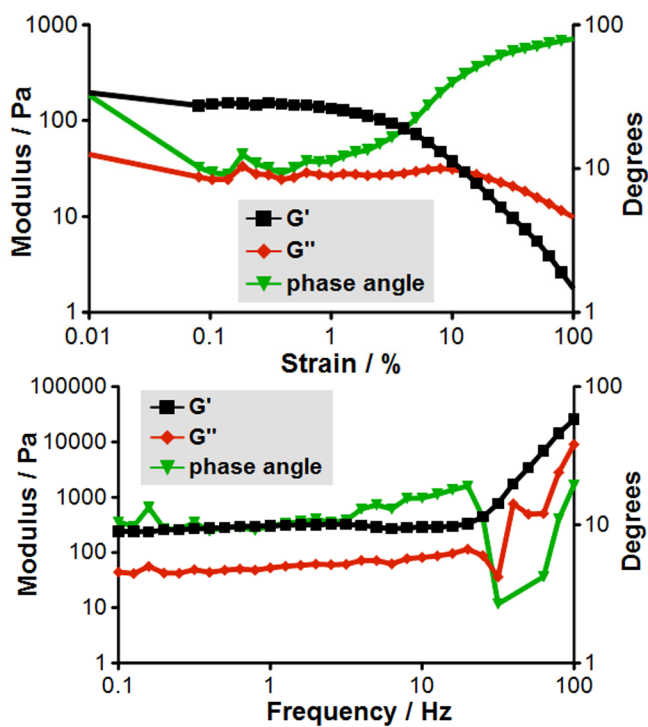 1000
100
10
1
Modulus / Pa
G'
G''
phase angle
100
10
1
Degrees
0.01
0.1
1
10
100
Strain / %
100000
10000
1000
100
10
1
Modulus / Pa
G'
G''
phase angle
100
10
1
Degrees
0.1
1
10
100
Frequency / Hz